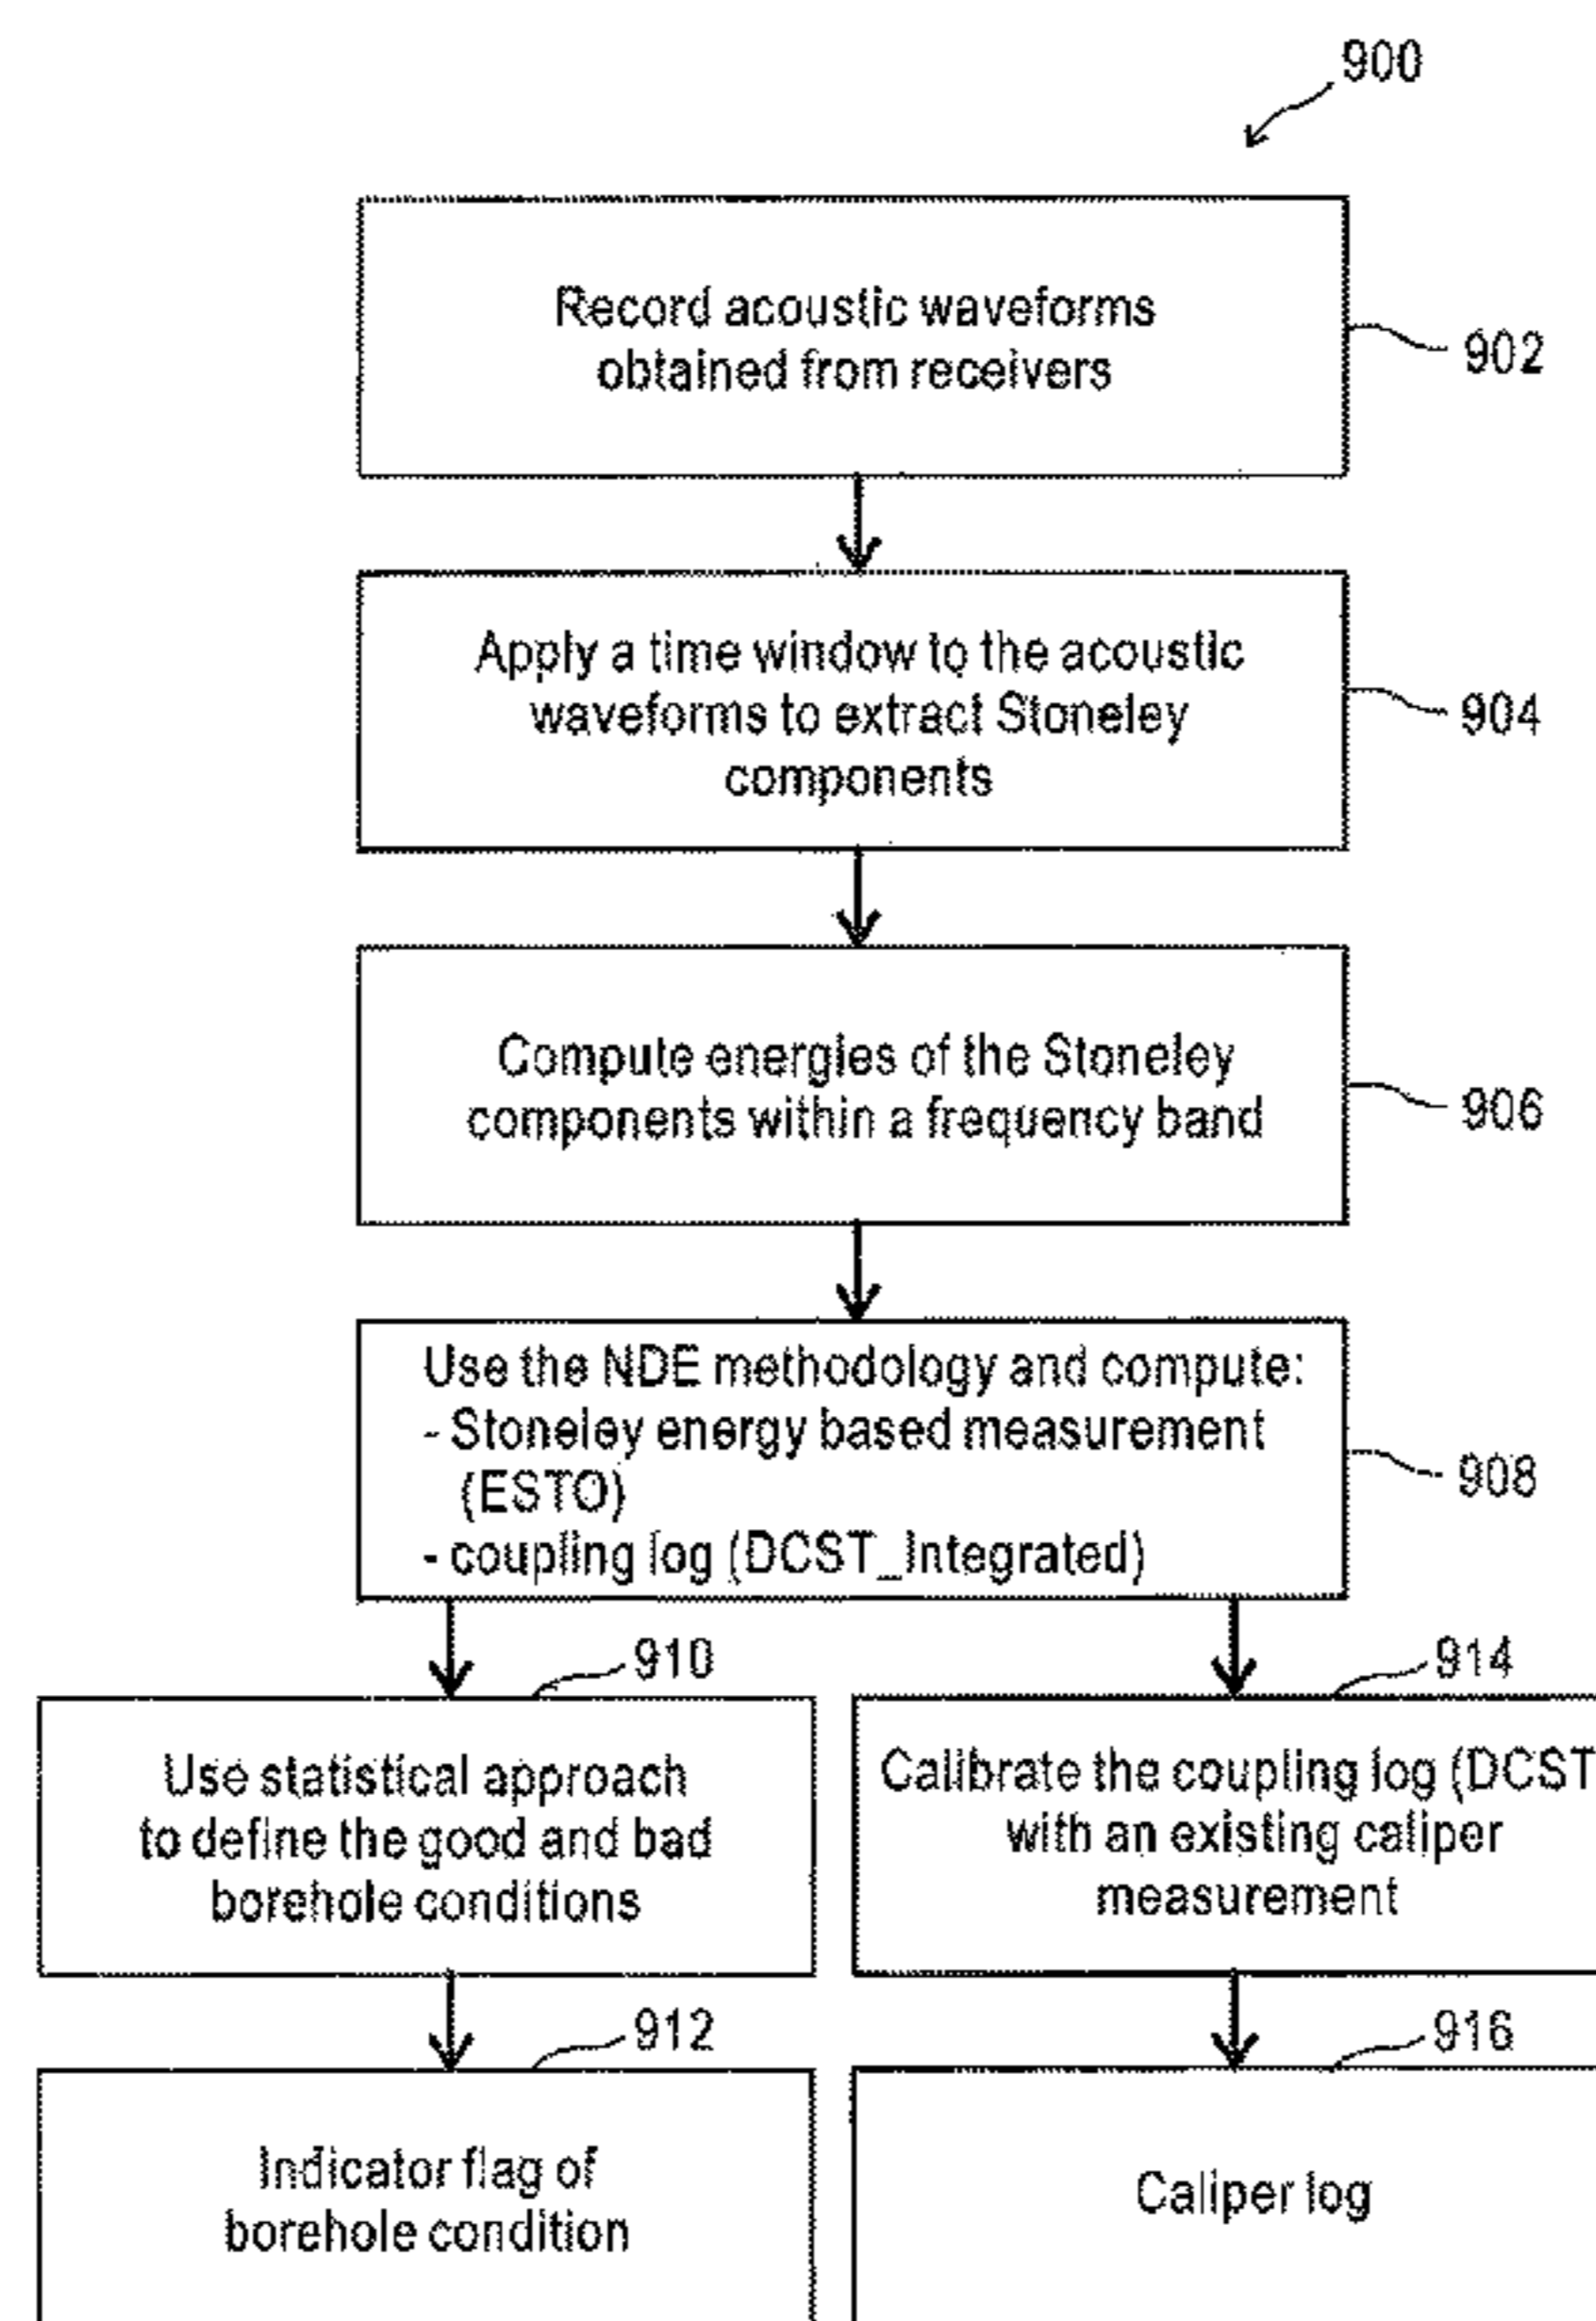 900
Record acoustic waveforms
obtained from receivers
902
Apply a time window to the acoustic
waveforms to extract Stoneley
components
904
Compute energies of the Stoneley
components within a frequency band
906
Use the NDE methodology and compute:
- Stoneley energy based measurement
(ESTO)
- coupling log (DCST_Integrated)
908
910
Use statistical approach
to define the good and bad
borehole conditions
914
Calibrate the coupling log (DCST
with an existing caliper
measurement
912
Indicator flag of
borehole condition
916
Caliper log